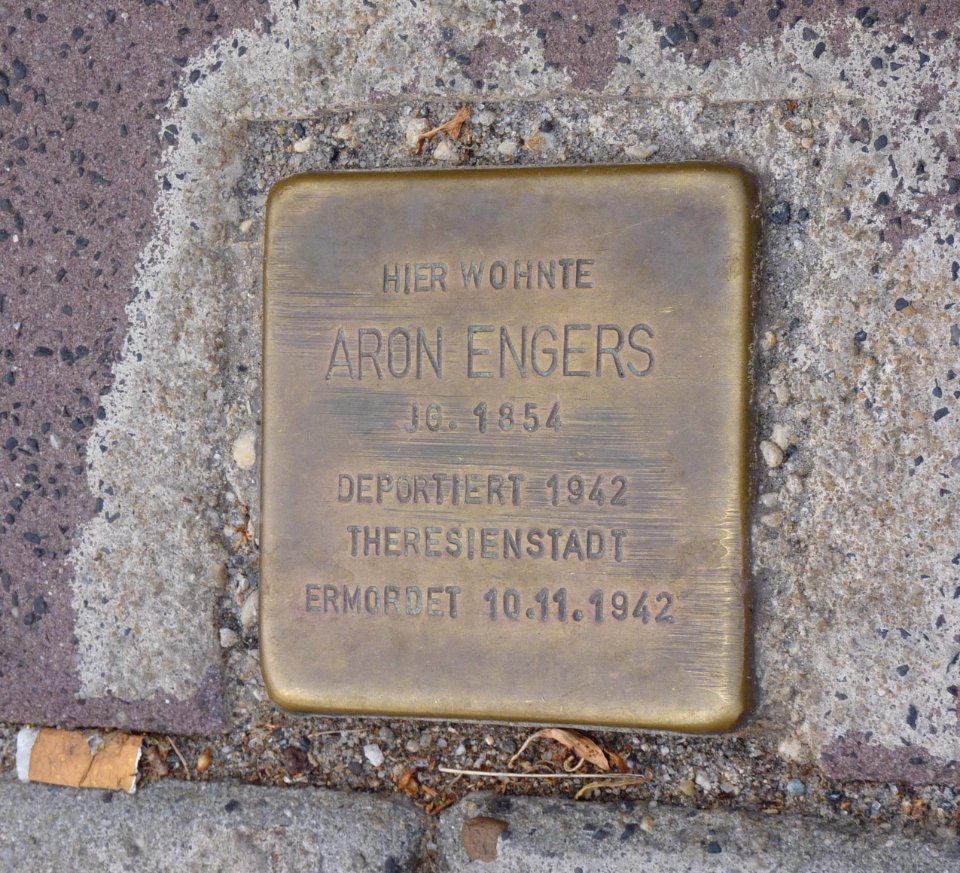 HIER WOHNTE
ARON ENGERS
JG. 1854
DEPORTIERT 1942
THERESIENSTADT
ERMORDET 10.11.1942